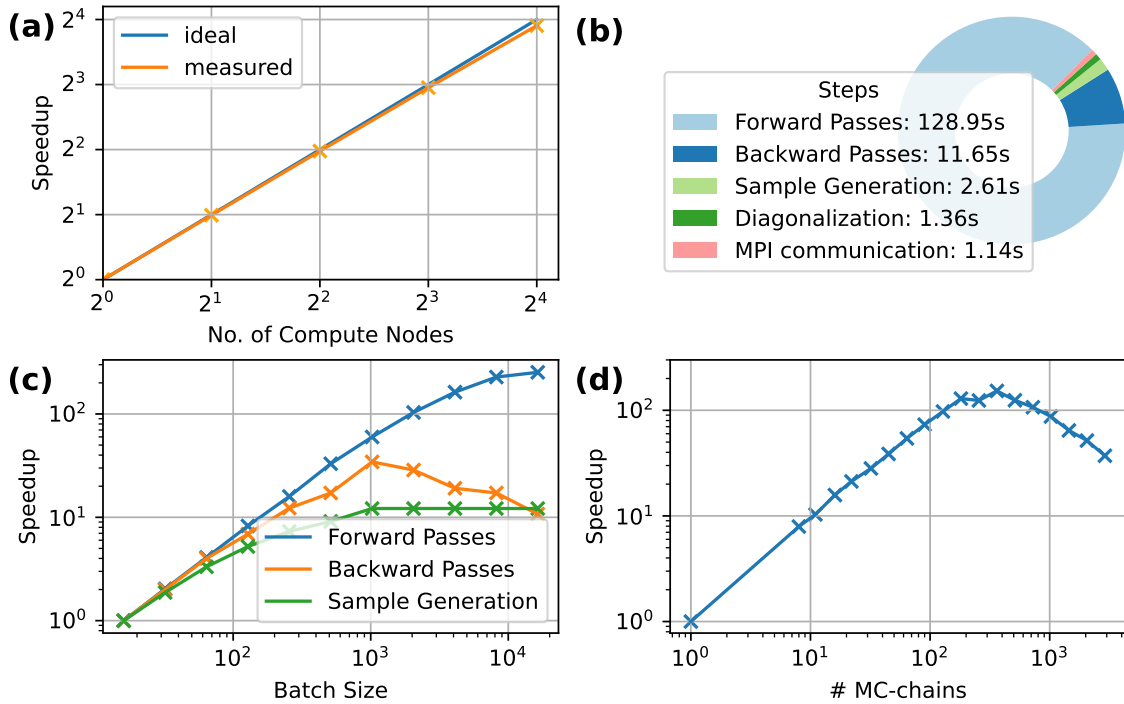 (a)
2^4
2^3
2^2
2^1
2^0
Speedup
ideal
measured
2^0 2^1 2^2 2^3 2^4
No. of Compute Nodes
(b)
Steps
Forward Passes: 128.95s
Backward Passes: 11.65s
Sample Generation: 2.61s
Diagonalization: 1.36s
MPI communication: 1.14s
(c)
10^2
10^1
10^0
Speedup
Forward Passes
Backward Passes
Sample Generation
10^2 10^3 10^4
Batch Size
(d)
10^2
10^1
10^0
Speedup
10^0 10^1 10^2 10^3
# MC-chains